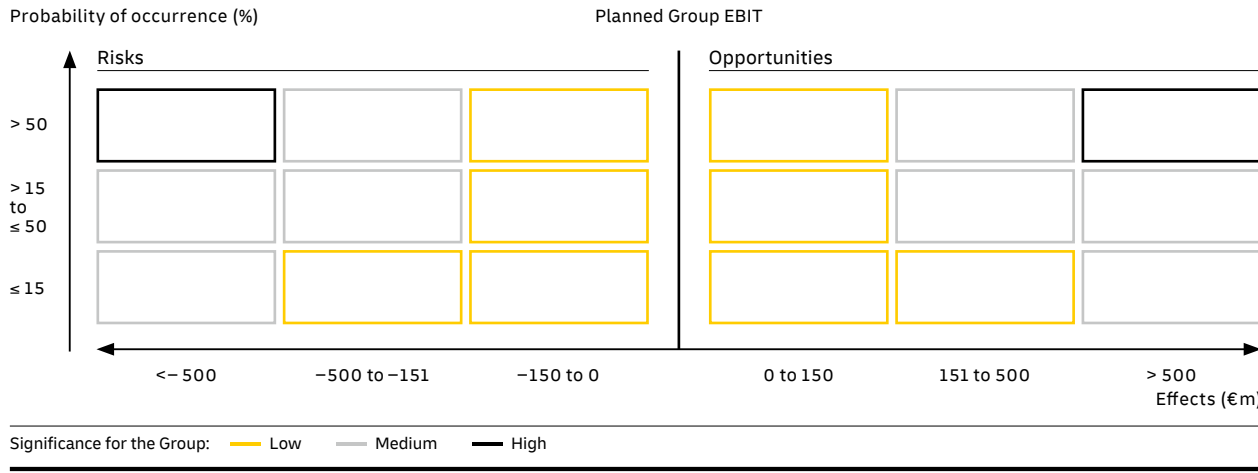 Probability of occurrence (%)
Planned Group EBIT
Risks
Opportunities
> 50
> 15
to
≤ 50
≤ 15
<– 500
–500 to –151
–150 to 0
0 to 150
151 to 500
> 500
Effects (€m)
Significance for the Group: Low Medium High